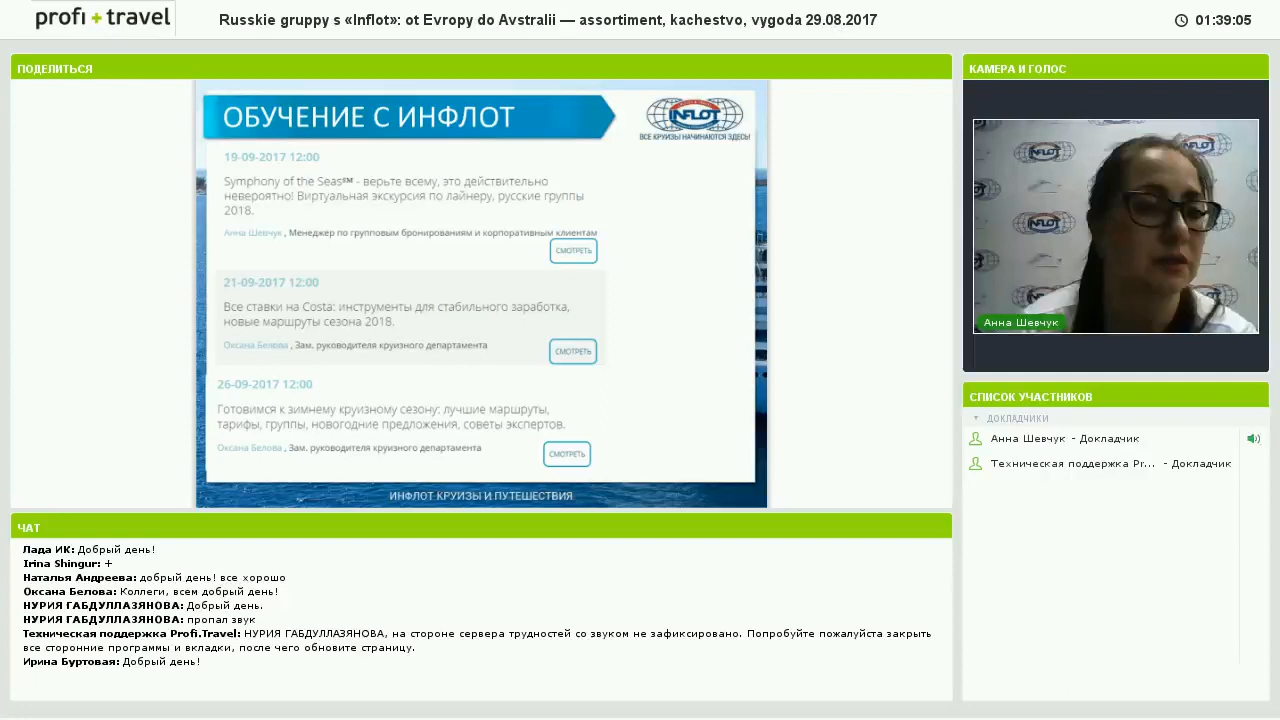 profi + travel
Russkie gruppy s «Inflot»: ot Evropy do Avstralii — assortiment, kachestvo, vygoda 29.08.2017
01:39:05
ПОДЕЛИТЬСЯ
ОБУЧЕНИЕ С ИНФЛОТ
INFLOT
ВСЕ КРУИЗЫ НАЧИНАЮТСЯ ЗДЕСЬ!
19-09-2017 12:00
Symphony of the Seas℠ - верьте всему, это действительно
невероятно! Виртуальная экскурсия по лайнеру, русские группы
2018.
Анна Шевчук , Менеджер по групповым бронированиям и корпоративным клиентам
СМОТРЕТЬ
21-09-2017 12:00
Все ставки на Costa: инструменты для стабильного заработка,
новые маршруты сезона 2018.
Оксана Белова , Зам. руководителя круизного департамента
СМОТРЕТЬ
26-09-2017 12:00
Готовимся к зимнему круизному сезону: лучшие маршруты,
тарифы, группы, новогодние предложения, советы экспертов.
Оксана Белова , Зам. руководителя круизного департамента
СМОТРЕТЬ
ИНФЛОТ КРУИЗЫ И ПУТЕШЕСТВИЯ
КАМЕРА И ГОЛОС
INFLOT
INFLOT
INFLOT
Анна Шевчук
СПИСОК УЧАСТНИКОВ
ДОКЛАДЧИКИ
Анна Шевчук - Докладчик
Техническая поддержка Pr... - Докладчик
ЧАТ
Лада ИК: Добрый день!
Irina Shingur: +
Наталья Андреева: добрый день! все хорошо
Оксана Белова: Коллеги, всем добрый день!
НУРИЯ ГАБДУЛЛАЗЯНОВА: Добрый день.
НУРИЯ ГАБДУЛЛАЗЯНОВА: пропал звук
Техническая поддержка Profi.Travel: НУРИЯ ГАБДУЛЛАЗЯНОВА, на стороне сервера трудностей со звуком не зафиксировано. Попробуйте пожалуйста закрыть
все сторонние программы и вкладки, после чего обновите страницу.
Ирина Буртовая: Добрый день!